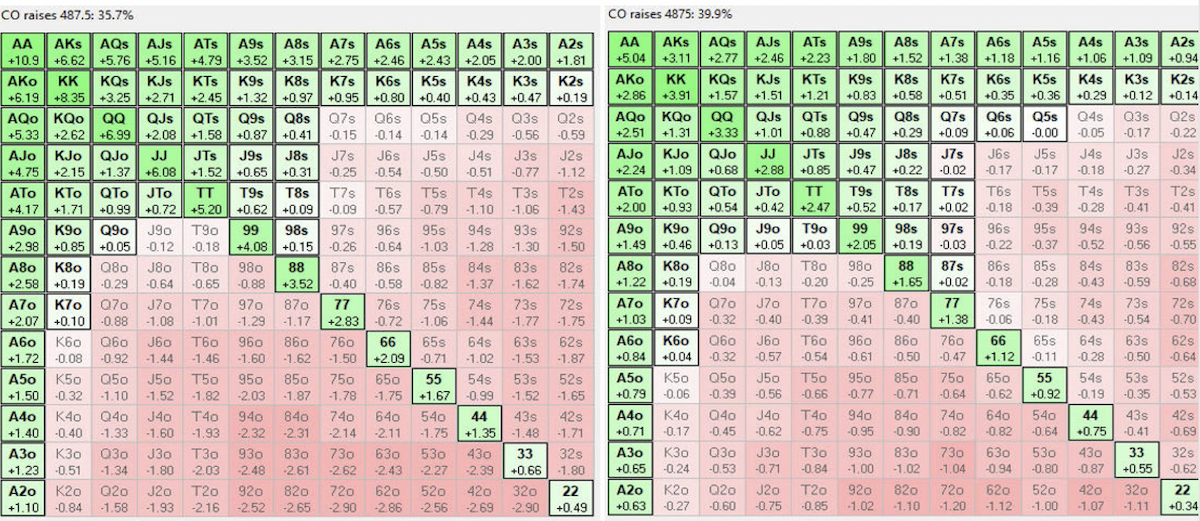 CO raises 487.5: 35.7%
AA AKs AQs AJs ATs A9s A8s A7s A6s A5s A4s A3s A2s
+10.9 +6.62 +5.76 +5.16 +4.79 +3.52 +3.15 +2.75 +2.46 +2.43 +2.05 +2.00 +1.81
AKo KK KQs KJs KTs K9s K8s K7s K6s K5s K4s K3s K2s
+6.19 +8.35 +3.25 +2.71 +2.45 +1.32 +0.97 +0.95 +0.80 +0.40 +0.43 +0.47 +0.19
AQo KQo QQ QJs QTs Q9s Q8s Q7s Q6s Q5s Q4s Q3s Q2s
+5.33 +2.62 +6.99 +2.08 +1.58 +0.87 +0.41 -0.15 -0.14 -0.14 -0.29 -0.56 -0.59
AJo KJo QJo JJ JTs J9s J8s J7s J6s J5s J4s J3s J2s
+4.75 +2.15 +1.37 +6.08 +1.52 +0.65 +0.31 -0.25 -0.54 -0.50 -0.51 -0.77 -1.12
ATo KTo QTo JTo TT T9s T8s T7s T6s T5s T4s T3s T2s
+4.17 +1.71 +0.99 +0.72 +5.20 +0.62 +0.09 -0.09 -0.57 -0.79 -1.10 -1.06 -1.43
A9o K9o Q9o J9o T9o 99 98s 97s 96s 95s 94s 93s 92s
+2.98 +0.85 +0.05 -0.12 -0.18 +4.08 +0.15 -0.26 -0.64 -1.03 -1.28 -1.30 -1.50
A8o K8o Q8o J8o T8o 98o 88 87s 86s 85s 84s 83s 82s
+2.58 +0.19 -0.29 -0.64 -0.65 -0.88 +3.52 -0.40 -0.58 -0.82 -1.37 -1.62 -1.74
A7o K7o Q7o J7o T7o 97o 87o 77 76s 75s 74s 73s 72s
+2.07 +0.10 -0.88 -1.08 -1.01 -1.29 -1.17 +2.83 -0.72 -1.06 -1.44 -1.77 -1.75
A6o K6o Q6o J6o T6o 96o 86o 76o 66 65s 64s 63s 62s
+1.72 -0.08 -0.92 -1.44 -1.46 -1.60 -1.62 -1.50 +2.09 -0.71 -1.02 -1.53 -1.87
A5o K5o Q5o J5o T5o 95o 85o 75o 65o 55 54s 53s 52s
+1.50 -0.32 -1.10 -1.52 -1.82 -2.03 -1.87 -1.78 -1.75 +1.67 -0.99 -1.52 -1.65
A4o K4o Q4o J4o T4o 94o 84o 74o 64o 54o 44 43s 42s
+1.40 -0.40 -1.33 -1.60 -1.93 -2.32 -2.31 -2.14 -2.11 -1.75 +1.35 -1.48 -1.71
A3o K3o Q3o J3o T3o 93o 83o 73o 63o 53o 43o 33 32s
+1.23 -0.51 -1.34 -1.80 -2.03 -2.48 -2.61 -2.62 -2.43 -2.27 -2.39 +0.66 -1.80
A2o K2o Q2o J2o T2o 92o 82o 72o 62o 52o 42o 32o 22
+1.10 -0.84 -1.58 -1.93 -2.16 -2.52 -2.65 -2.90 -2.86 -2.56 -2.69 -2.90 +0.49
CO raises 4875: 39.9%
AA AKs AQs AJs ATs A9s A8s A7s A6s A5s A4s A3s A2s
+5.04 +3.11 +2.77 +2.46 +2.23 +1.80 +1.52 +1.38 +1.18 +1.16 +1.06 +1.09 +0.94
AKo KK KQs KJs KTs K9s K8s K7s K6s K5s K4s K3s K2s
+2.86 +3.91 +1.57 +1.51 +1.21 +0.83 +0.58 +0.51 +0.35 +0.36 +0.29 +0.12 +0.14
AQo KQo QQ QJs QTs Q9s Q8s Q7s Q6s Q5s Q4s Q3s Q2s
+2.51 +1.31 +3.33 +1.01 +0.88 +0.47 +0.29 +0.09 +0.06 -0.00 -0.05 -0.17 -0.22
AJo KJo QJo JJ JTs J9s J8s J7s J6s J5s J4s J3s J2s
+2.24 +1.09 +0.68 +2.88 +0.85 +0.47 +0.22 -0.02 -0.17 -0.17 -0.18 -0.27 -0.34
ATo KTo QTo JTo TT T9s T8s T7s T6s T5s T4s T3s T2s
+2.00 +0.93 +0.54 +0.42 +2.47 +0.52 +0.17 +0.02 -0.18 -0.39 -0.28 -0.41 -0.41
A9o K9o Q9o J9o T9o 99 98s 97s 96s 95s 94s 93s 92s
+1.49 +0.46 +0.13 +0.05 +0.03 +2.05 +0.19 -0.03 -0.22 -0.37 -0.52 -0.56 -0.55
A8o K8o Q8o J8o T8o 98o 88 87s 86s 85s 84s 83s 82s
+1.22 +0.19 -0.04 -0.13 -0.20 -0.25 +1.65 +0.02 -0.18 -0.28 -0.43 -0.59 -0.68
A7o K7o Q7o J7o T7o 97o 87o 77 76s 75s 74s 73s 72s
+1.03 +0.09 -0.32 -0.40 -0.39 -0.41 -0.40 +1.38 -0.06 -0.18 -0.43 -0.54 -0.70
A6o K6o Q6o J6o T6o 96o 86o 76o 66 65s 64s 63s 62s
+0.84 +0.04 -0.32 -0.57 -0.54 -0.61 -0.50 -0.47 +1.12 -0.11 -0.28 -0.50 -0.64
A5o K5o Q5o J5o T5o 95o 85o 75o 65o 55 54s 53s 52s
+0.79 -0.06 -0.39 -0.56 -0.66 -0.77 -0.71 -0.64 -0.62 +0.92 -0.19 -0.35 -0.53
A4o K4o Q4o J4o T4o 94o 84o 74o 64o 54o 44 43s 42s
+0.71 -0.17 -0.45 -0.62 -0.75 -0.95 -0.90 -0.82 -0.82 -0.64 +0.75 -0.41 -0.69
A3o K3o Q3o J3o T3o 93o 83o 73o 63o 53o 43o 33 32s
+0.65 -0.24 -0.53 -0.71 -0.84 -1.00 -1.02 -1.04 -0.94 -0.80 -0.87 +0.55 -0.62
A2o K2o Q2o J2o T2o 92o 82o 72o 62o 52o 42o 32o 22
+0.63 -0.27 -0.60 -0.75 -0.85 -1.02 -1.10 -1.20 -1.12 -1.00 -1.06 -1.11 +0.34